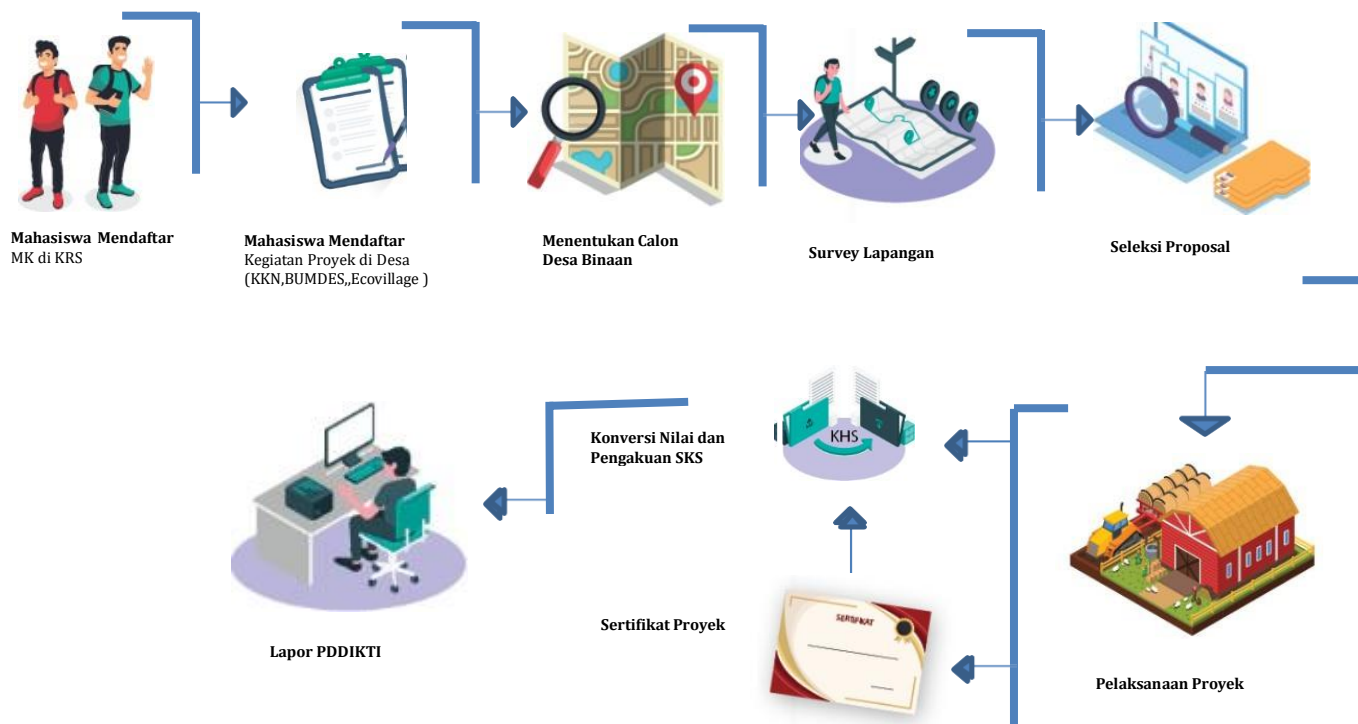 Mahasiswa Mendaftar
MK di KRS
Mahasiswa Mendaftar
Kegiatan Proyek di Desa
(KKN,BUMDES,,Ecovillage )
Menentukan Calon
Desa Binaan
Survey Lapangan
Seleksi Proposal
Konversi Nilai dan
Pengakuan SKS
KHS
Sertifikat Proyek
SERTIFIKAT
Lapor PDDIKTI
Pelaksanaan Proyek